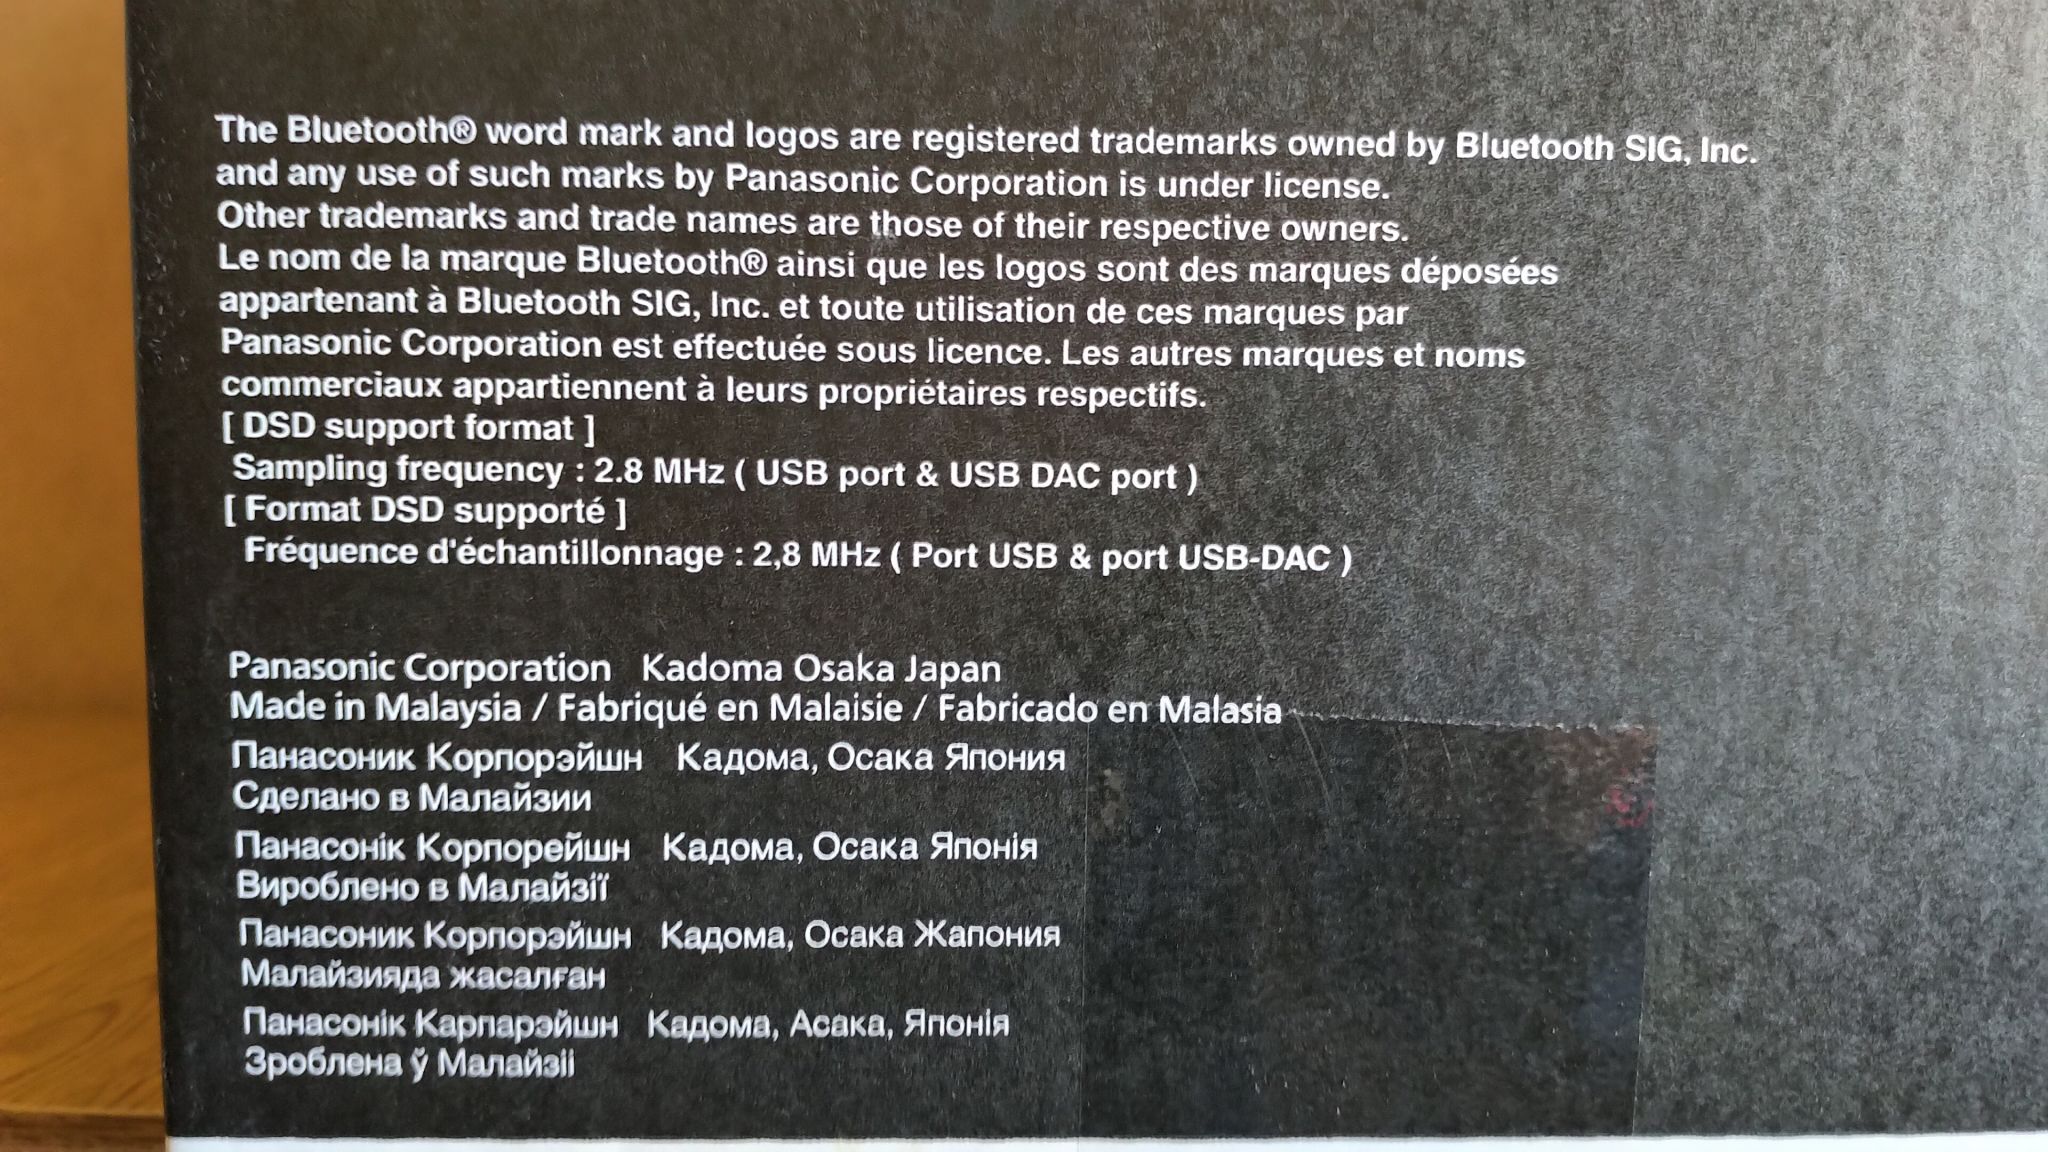 The Bluetooth® word mark and logos are registered trademarks owned by Bluetooth SIG, Inc.
and any use of such marks by Panasonic Corporation is under license.
Other trademarks and trade names are those of their respective owners.
Le nom de la marque Bluetooth® ainsi que les logos sont des marques déposées
appartenant à Bluetooth SIG, Inc. et toute utilisation de ces marques par
Panasonic Corporation est effectuée sous licence. Les autres marques et noms
commerciaux appartiennent à leurs propriétaires respectifs.
[ DSD support format ]
Sampling frequency : 2.8 MHz ( USB port & USB DAC port )
[ Format DSD supporté ]
Fréquence d'échantillonnage : 2,8 MHz ( Port USB & port USB-DAC )
Panasonic Corporation Kadoma Osaka Japan
Made in Malaysia / Fabriqué en Malaisie / Fabricado en Malasia
Панасоник Корпорэйшн Кадома, Осака Япония
Сделано в Малайзии
Панасонік Корпорейшн Кадома, Осака Японія
Вироблено в Малайзії
Панасоник Корпорэйшн Кадома, Осака Жапония
Малайзияда жасалған
Панасонік Карпарэйшн Кадома, Асака, Японія
Зроблена ў Малайзіі